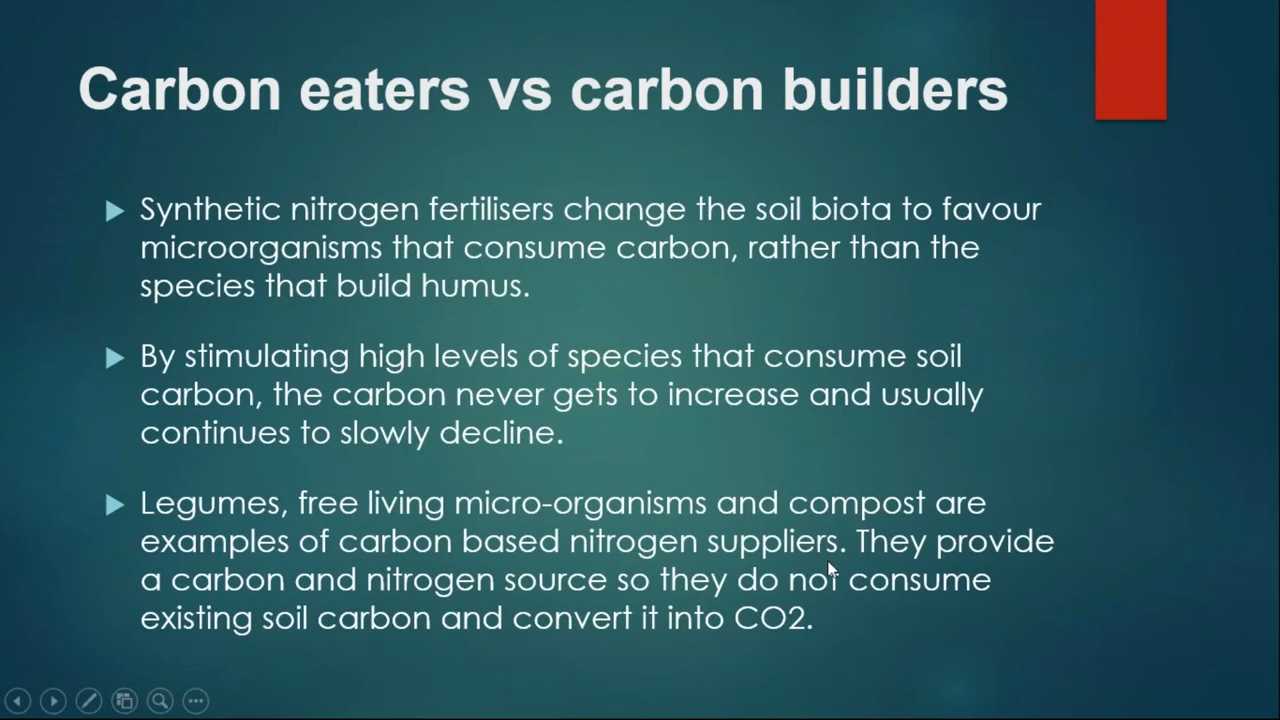 Carbon eaters vs carbon builders
Synthetic nitrogen fertilisers change the soil biota to favour
microorganisms that consume carbon, rather than the
species that build humus.
By stimulating high levels of species that consume soil
carbon, the carbon never gets to increase and usually
continues to slowly decline.
Legumes, free living micro-organisms and compost are
examples of carbon based nitrogen suppliers. They provide
a carbon and nitrogen source so they do not consume
existing soil carbon and convert it into CO2.